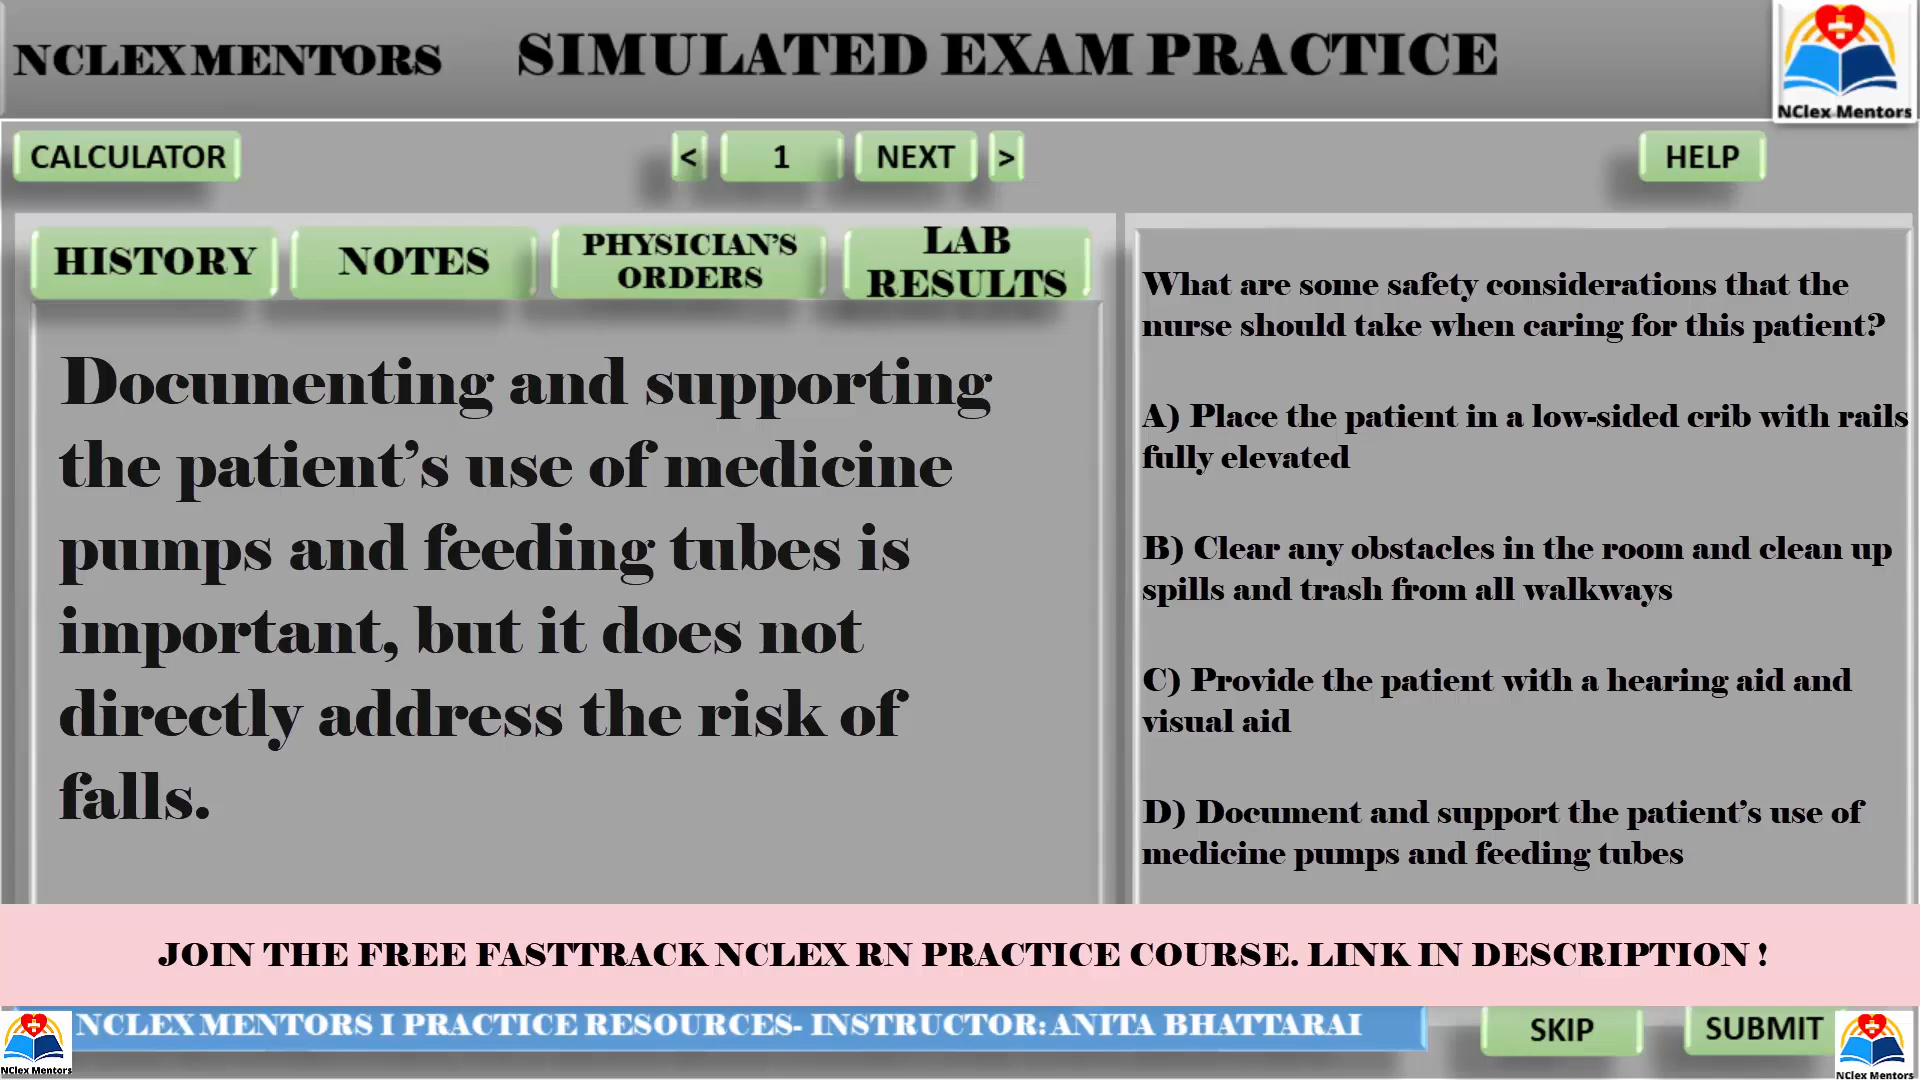 NCLEX MENTORS
SIMULATED EXAM PRACTICE
NClex Mentors
CALCULATOR
<
1
NEXT
>
HELP
HISTORY
NOTES
PHYSICIAN'S
ORDERS
LAB
RESULTS
Documenting and supporting
the patient's use of medicine
pumps and feeding tubes is
important, but it does not
directly address the risk of
falls.
What are some safety considerations that the
nurse should take when caring for this patient?
A) Place the patient in a low-sided crib with rails
fully elevated
B) Clear any obstacles in the room and clean up
spills and trash from all walkways
C) Provide the patient with a hearing aid and
visual aid
D) Document and support the patient's use of
medicine pumps and feeding tubes
JOIN THE FREE FASTTRACK NCLEX RN PRACTICE COURSE. LINK IN DESCRIPTION !
NClex Mentors
NCLEX MENTORS I PRACTICE RESOURCES- INSTRUCTOR: ANITA BHATTARAI
SKIP
SUBMIT
NClex Mentors